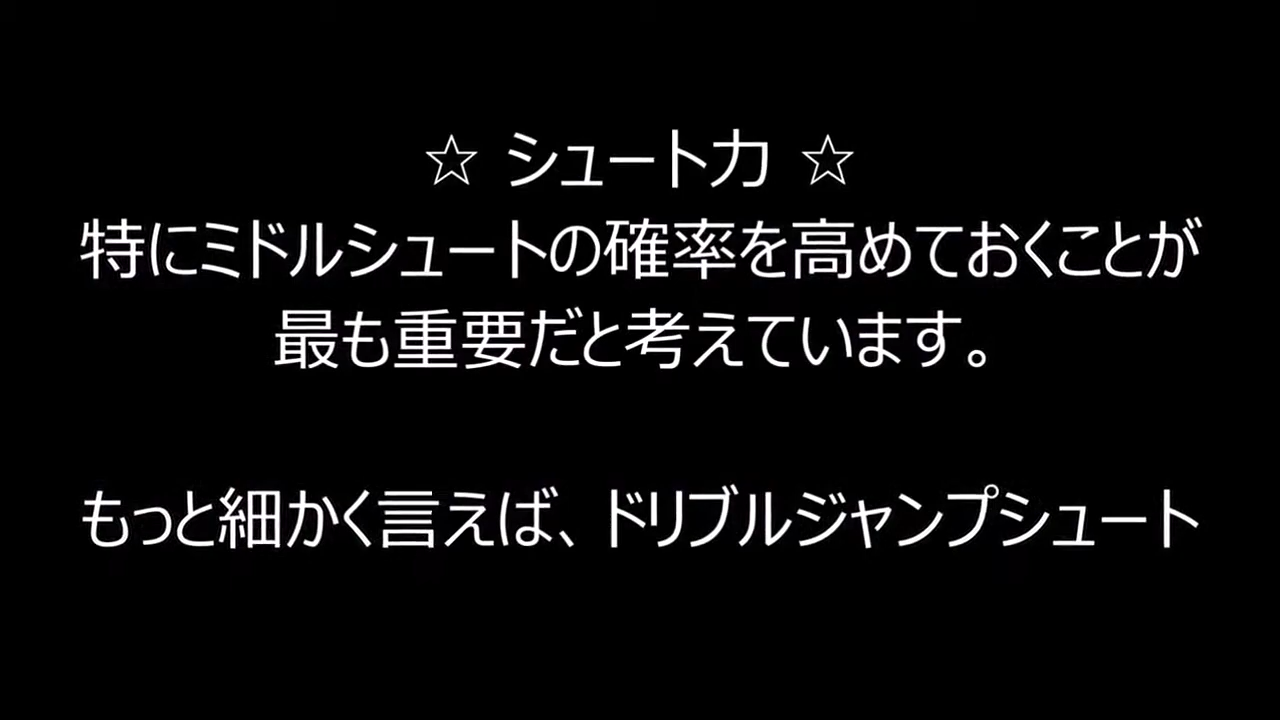 ☆ シュート力 ☆
特にミドルシュートの確率を高めておくことが
最も重要だと考えています。
もっと細かく言えば、ドリブルジャンプシュート